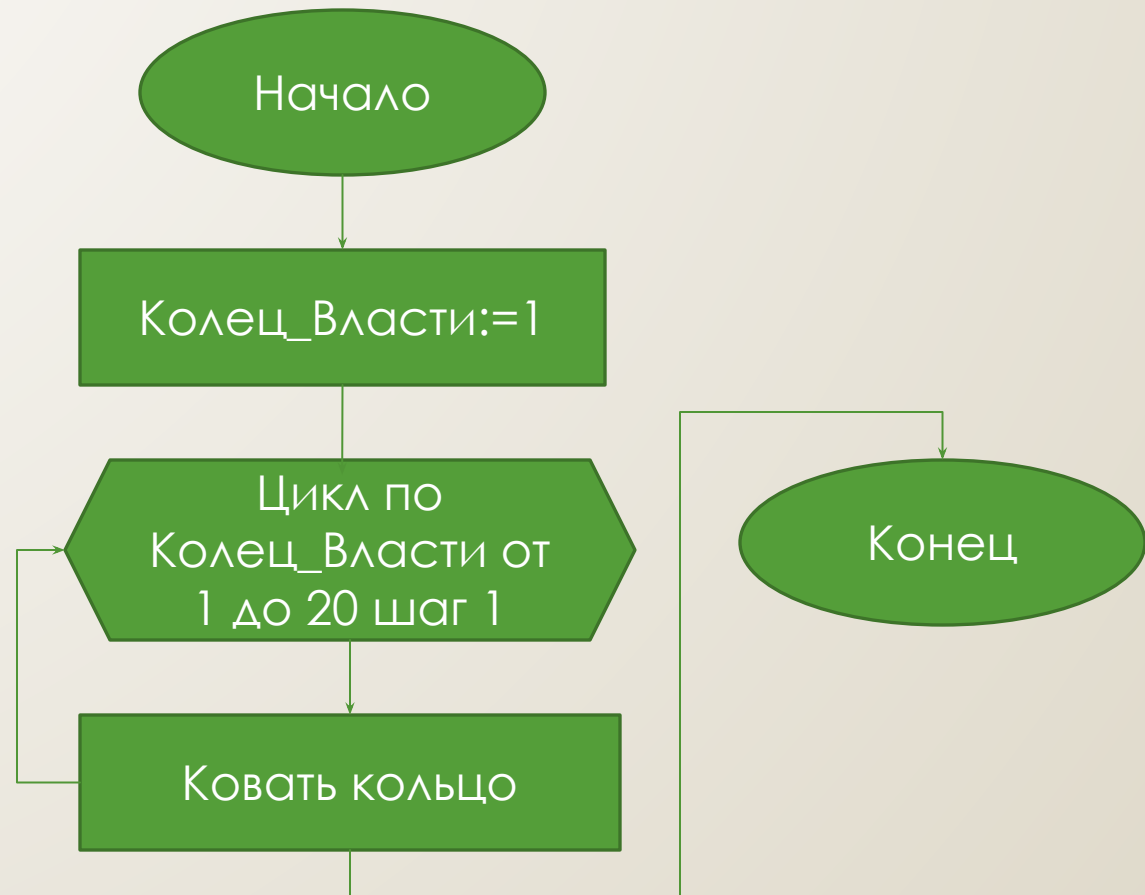 Начало
Колец_Власти:=1
Цикл по
Колец_Власти от
1 до 20 шаг 1
Ковать кольцо
Конец